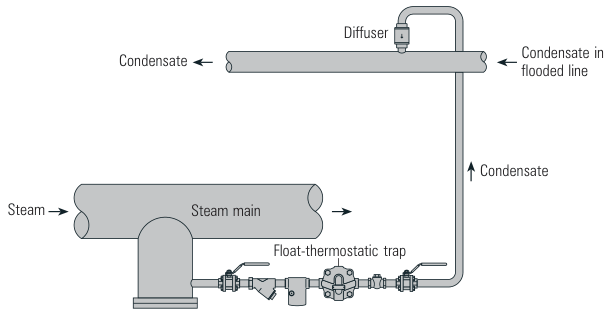 Diffuser
Condensate
Condensate in
flooded line
Condensate
Steam
Steam main
Float-thermostatic trap